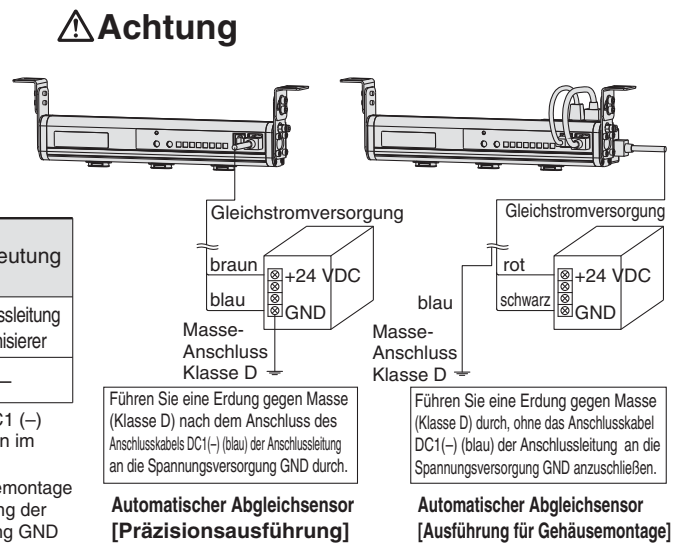 Achtung
Gleichstromversorgung
braun
+24 VDC
blau
GND
Masse-
Anschluss
Klasse D
Führen Sie eine Erdung gegen Masse
(Klasse D) nach dem Anschluss des
Anschlusskabels DC1(–) (blau) der Anschlussleitung
an die Spannungsversorgung GND durch.
Automatischer Abgleichsensor
[Präzisionsausführung]
Gleichstromversorgung
rot
+24 VDC
schwarz
GND
blau
Masse-
Anschluss
Klasse D
Führen Sie eine Erdung gegen Masse
(Klasse D) durch, ohne das Anschlusskabel
DC1(–) (blau) der Anschlussleitung an die
Spannungsversorgung GND anzuschließen.
Automatischer Abgleichsensor
[Ausführung für Gehäusemontage]
eutung
ssleitung
nisierer
–
C1 (–)
n im
emontage
ng der
ng GND